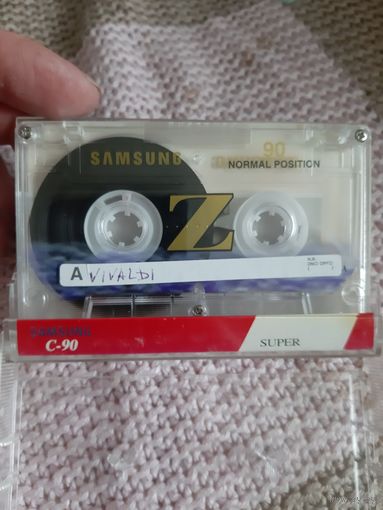 90
SAMSUNG
NORMAL POSITION
Z
A VIVALDI
SAMSUNG
C-90
SUPER